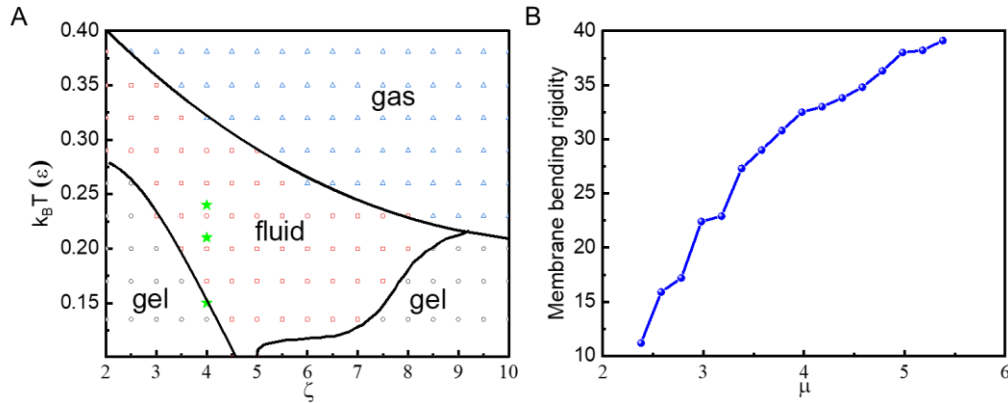 A
k_BT (ε)
0.40
0.35
0.30
0.25
0.20
0.15
gas
fluid
gel
gel
2 3 4 5 6 7 8 9 10
ζ
B
Membrane bending rigidity
40
35
30
25
20
15
10
2 3 4 5 6
μ